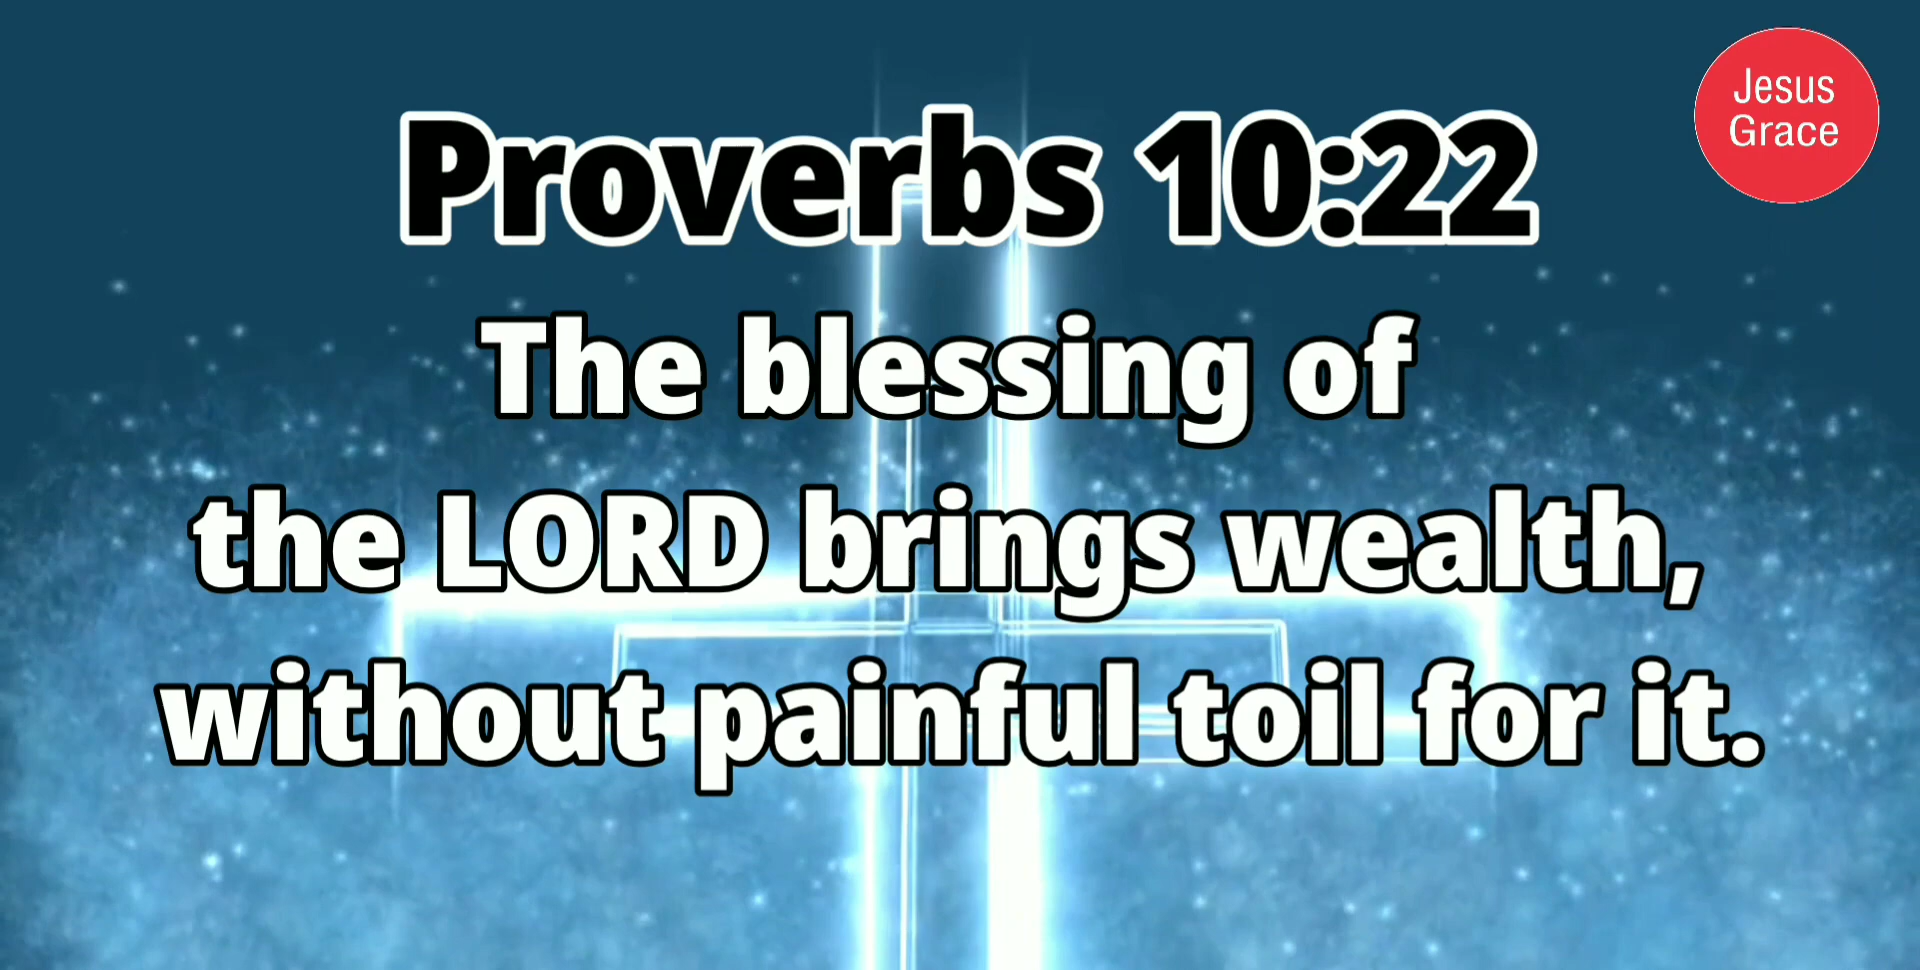 Jesus
Grace
Proverbs 10:22
The blessing of
the LORD brings wealth,
without painful toil for it.